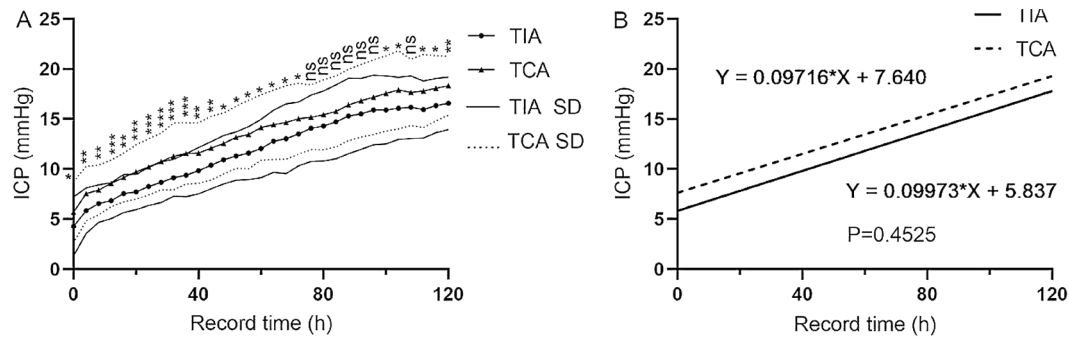 A
25
20
15
10
5
0
ICP (mmHg)
ns ns ns ns ns ns
ns
0 40 80 120
Record time (h)
TIA
TCA
TIA SD
TCA SD
B
25
20
15
10
5
0
ICP (mmHg)
TIA
TCA
Y = 0.09716*X + 7.640
Y = 0.09973*X + 5.837
P=0.4525
0 40 80 120
Record time (h)